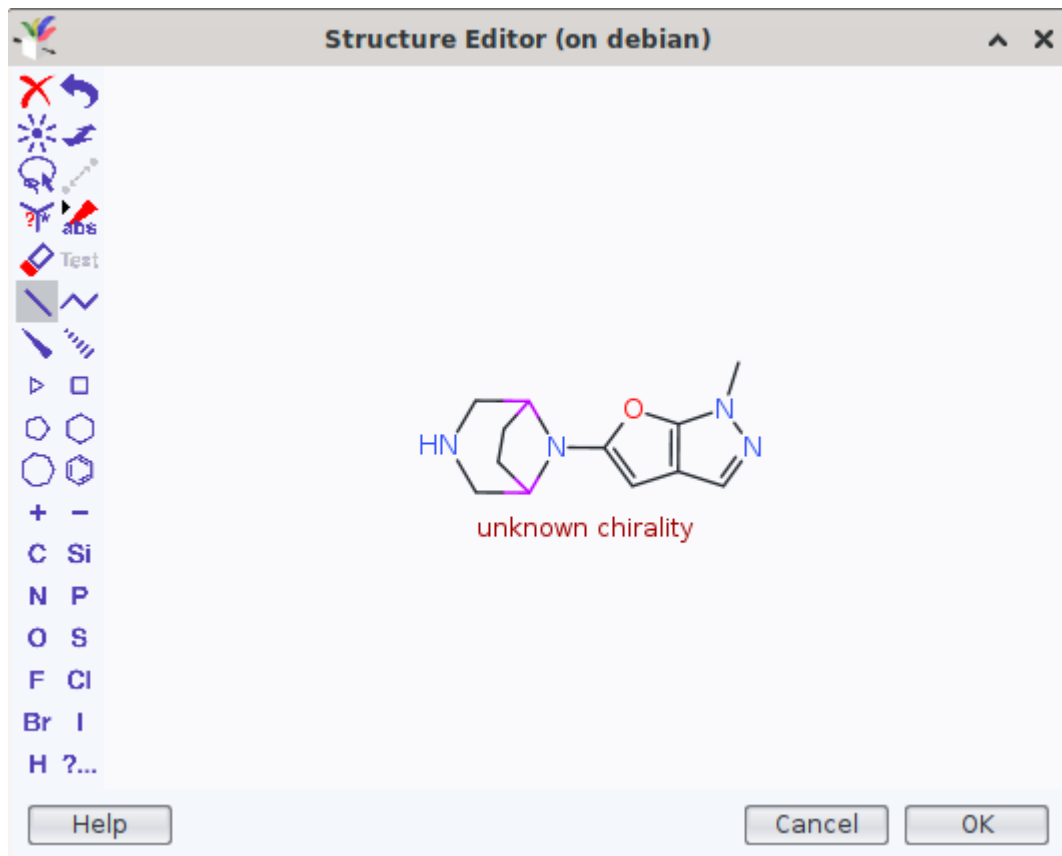 Structure Editor (on debian)
? *
abs
Test
+ −
C Si
N P
O S
F Cl
Br I
H ?...
O
N
HN
N
N
unknown chirality
Help
Cancel
OK